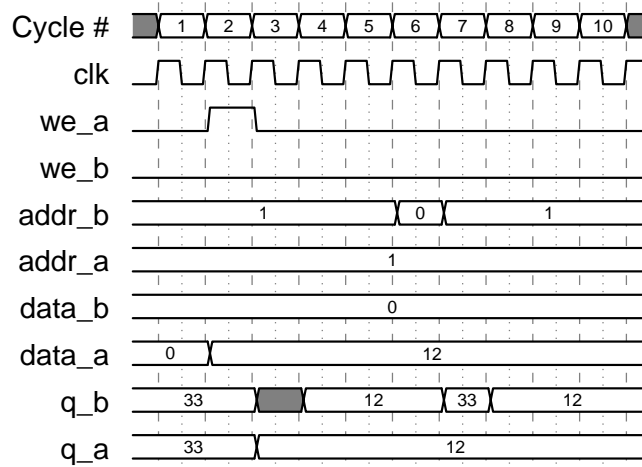 Cycle # 1 2 3 4 5 6 7 8 9 10
clk
we_a
we_b
addr_b 1 0 1
addr_a 1
data_b 0
data_a 0 12
q_b 33 12 33 12
q_a 33 12